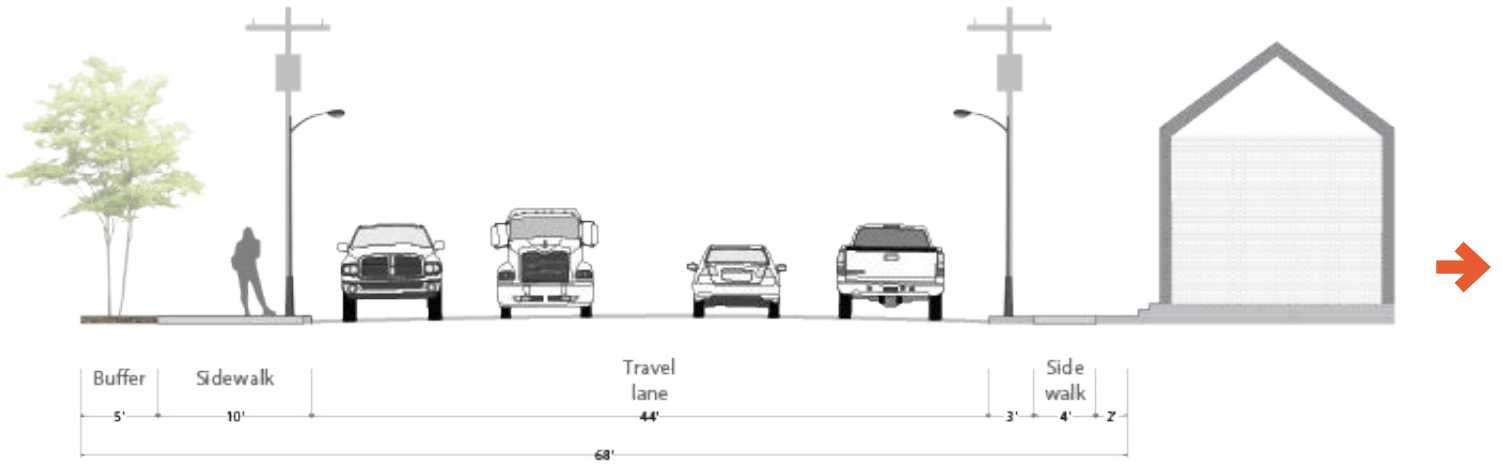 Buffer
Sidewalk
Travel
lane
Side
walk
5'
10'
44'
3'
4'
2'
68'